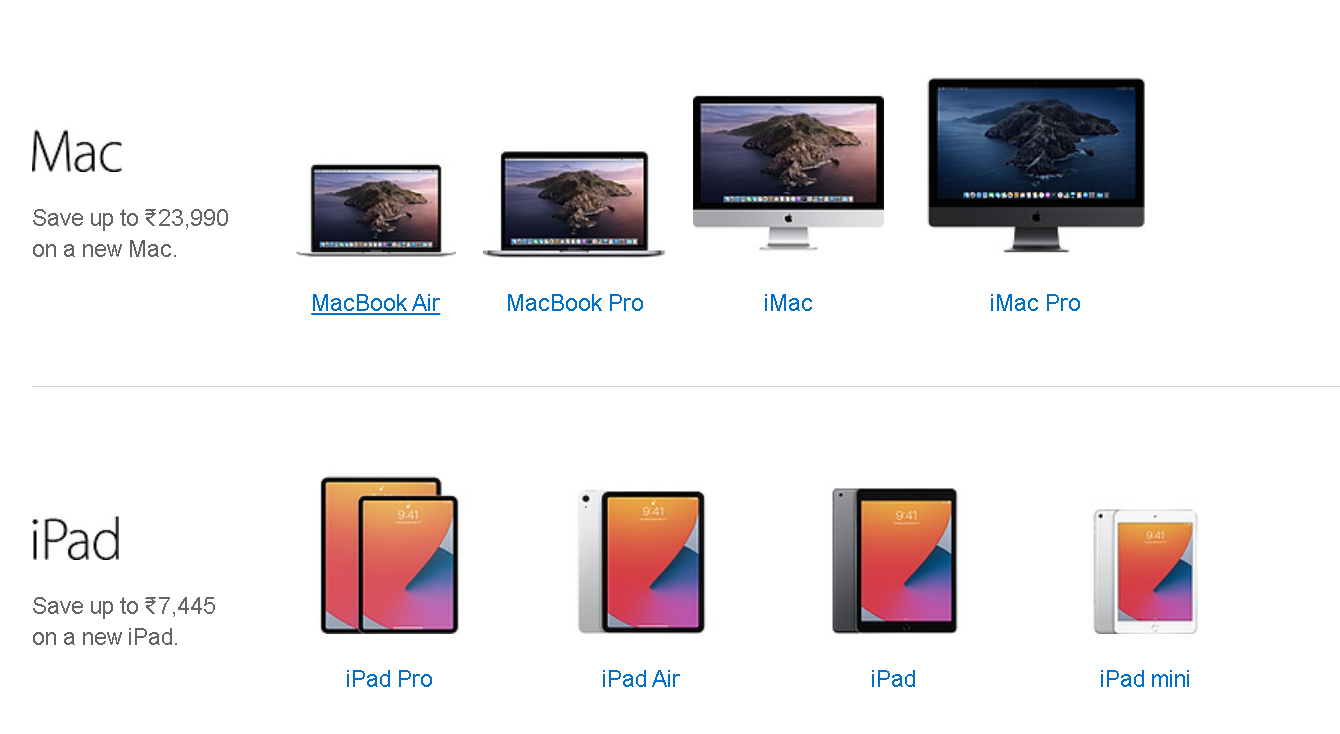 Mac
Save up to ₹23,990
on a new Mac.
MacBook Air
MacBook Pro
iMac
iMac Pro
iPad
Save up to ₹7,445
on a new iPad.
9:41
9:41
9:41
9:41
9:41
iPad Pro
iPad Air
iPad
iPad mini